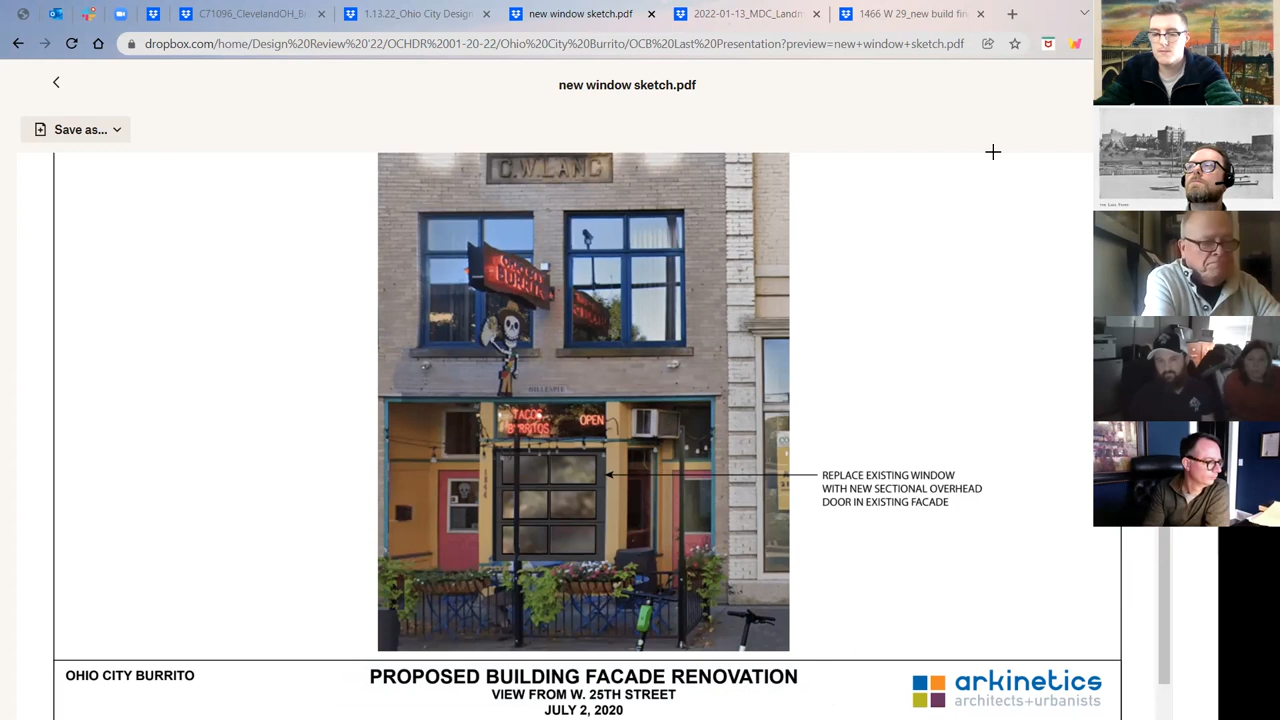 C71096_ClevelandOH_B
1.13.22_Ohio City Design
new window sketch.pdf
2022-01-13_MDC_Landm
1466 W 29_new build fin
dropbox.com/home/Design%20Review%20'22/OCHDR%20
Ohio%20City%20Burrito/OCB%20Last%20Presentation?preview=new+window+sketch.pdf
new window sketch.pdf
Save as...
C.W.LANG
BURRITO
GILLESPIE
TACOS
BURRITOS
OPEN
1844
REPLACE EXISTING WINDOW
WITH NEW SECTIONAL OVERHEAD
DOOR IN EXISTING FACADE
OHIO CITY BURRITO
PROPOSED BUILDING FACADE RENOVATION
VIEW FROM W. 25TH STREET
JULY 2, 2020
arkinetics
architects+urbanists